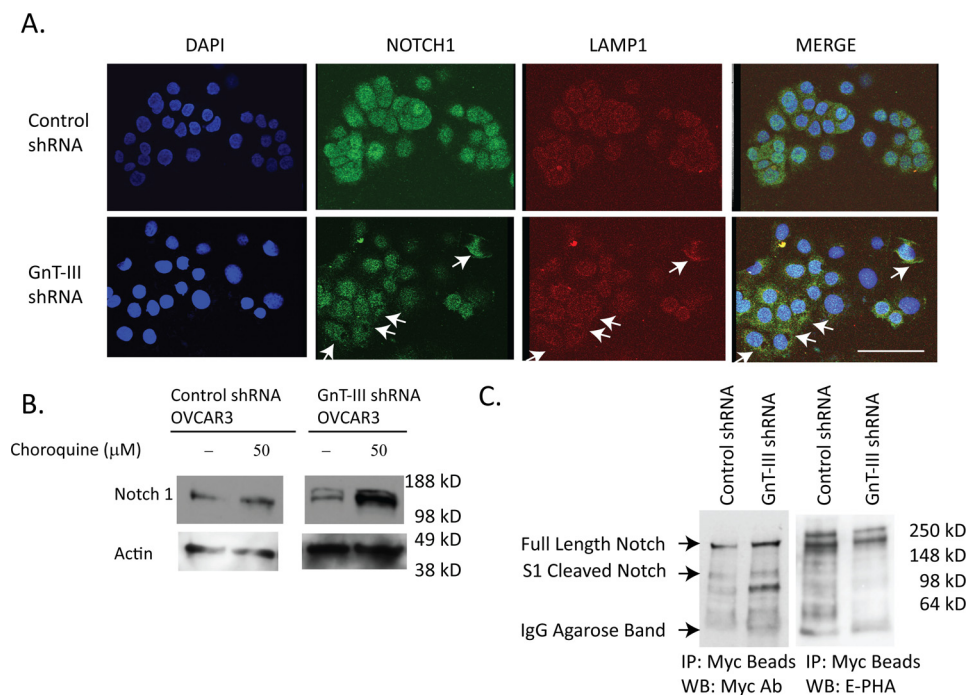 A.
DAPI NOTCH1 LAMP1 MERGE
Control
shRNA
GnT-III
shRNA
B.
Control shRNA
OVCAR3
GnT-III shRNA
OVCAR3
Choroquine (μM) – 50 – 50
Notch 1
188 kD
98 kD
Actin
49 kD
38 kD
C.
Control shRNA
GnT-III shRNA
Control shRNA
GnT-III shRNA
Full Length Notch
S1 Cleaved Notch
IgG Agarose Band
250 kD
148 kD
98 kD
64 kD
IP: Myc Beads
WB: Myc Ab
IP: Myc Beads
WB: E-PHA